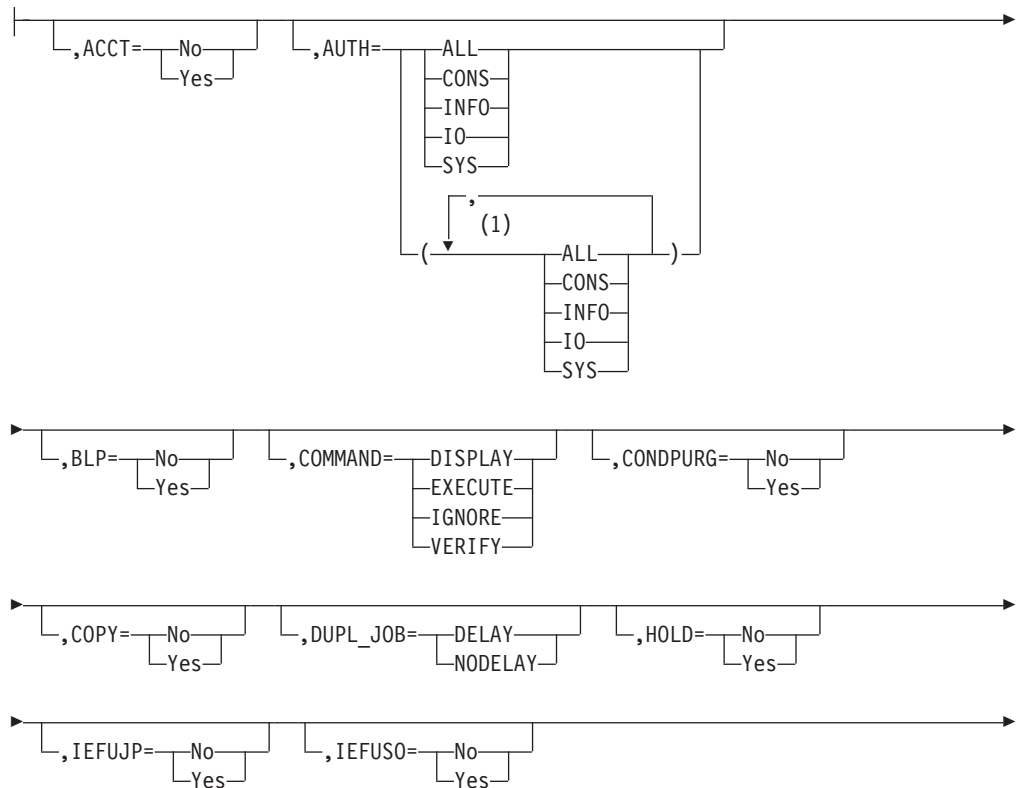 ,ACCT= No ,AUTH= ALL
Yes CONS
INFO
IO
SYS
,
(1)
( ALL )
CONS
INFO
IO
SYS
,BLP= No ,COMMAND= DISPLAY ,CONDPURG= No
Yes EXECUTE Yes
IGNORE
VERIFY
,COPY= No ,DUPL_JOB= DELAY ,HOLD= No
Yes NODELAY Yes
,IEFUJP= No ,IEFUSO= No
Yes Yes